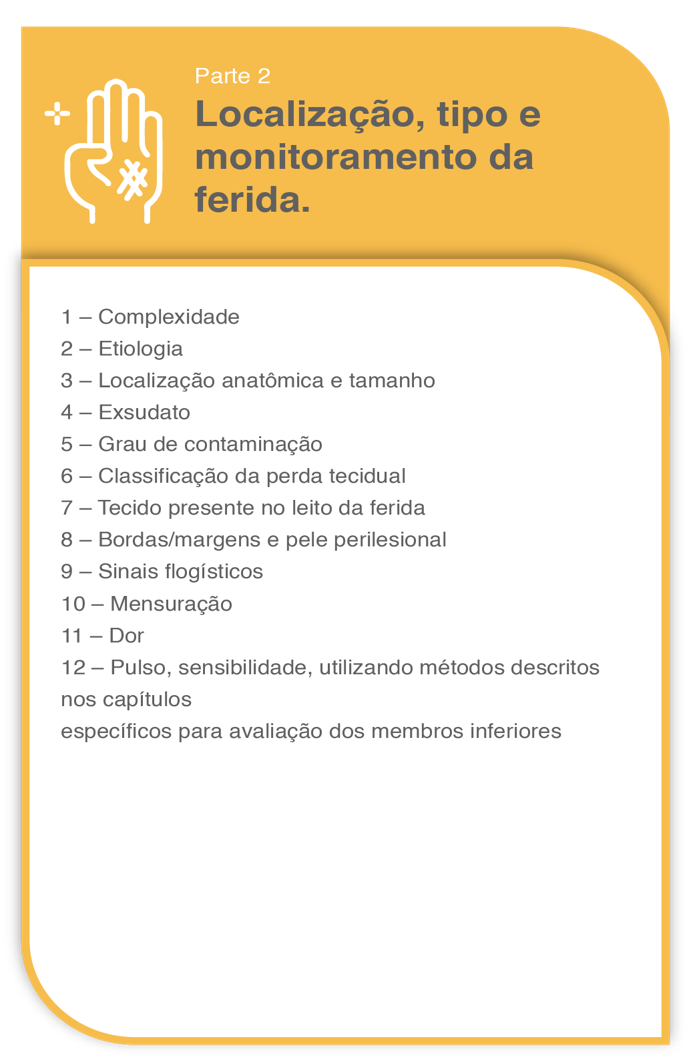 Parte 2
Localização, tipo e
monitoramento da
ferida.
1 – Complexidade
2 – Etiologia
3 – Localização anatômica e tamanho
4 – Exsudato
5 – Grau de contaminação
6 – Classificação da perda tecidual
7 – Tecido presente no leito da ferida
8 – Bordas/margens e pele perilesional
9 – Sinais flogísticos
10 – Mensuração
11 – Dor
12 – Pulso, sensibilidade, utilizando métodos descritos
nos capítulos
específicos para avaliação dos membros inferiores